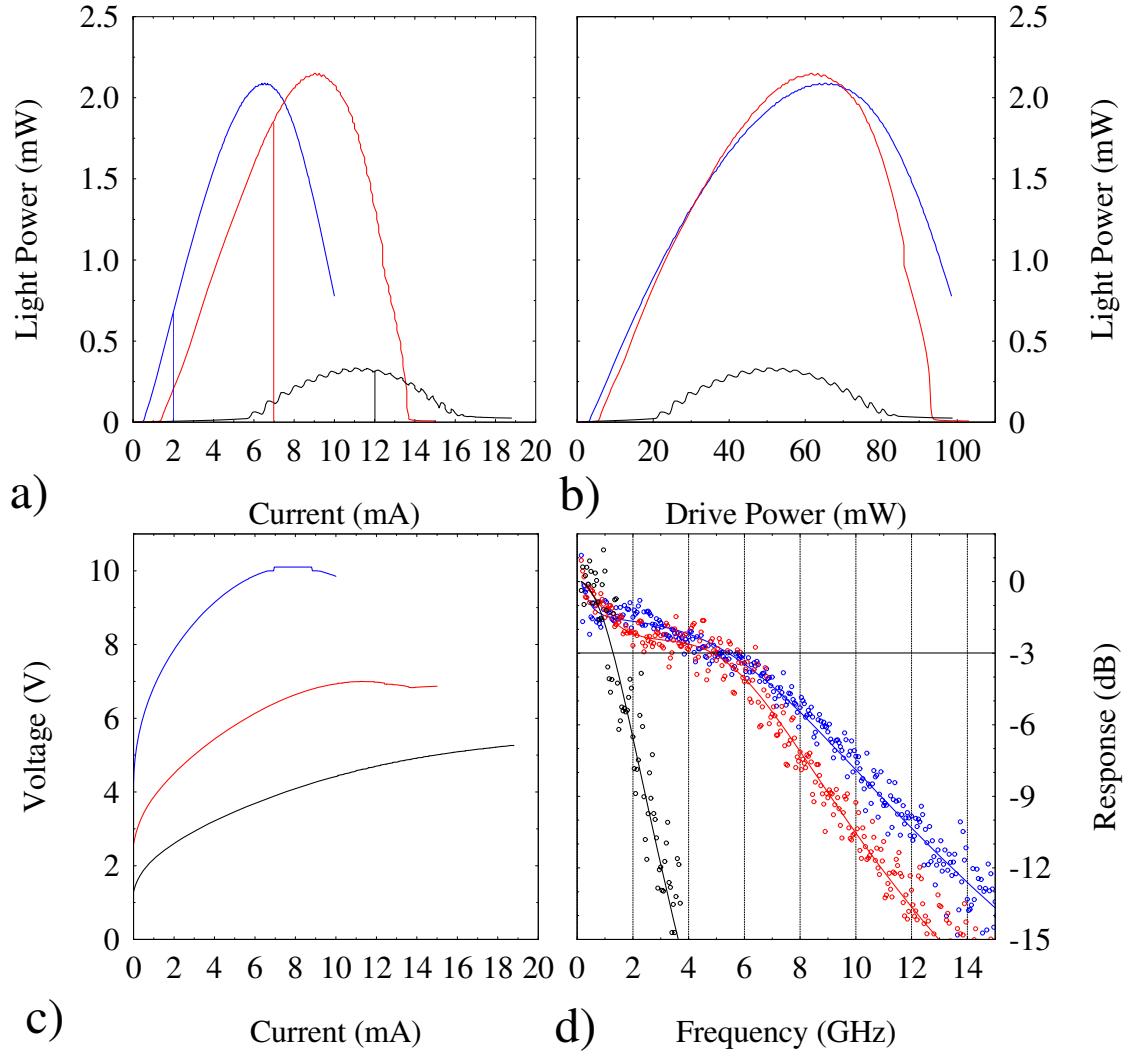 2.5
2.0
1.5
1.0
0.5
0
Light Power (mW)
0 2 4 6 8 10 12 14 16 18 20
a)
Current (mA)
2.5
2.0
1.5
1.0
0.5
0
Light Power (mW)
0 20 40 60 80 100
b)
Drive Power (mW)
10
8
6
4
2
0
Voltage (V)
0 2 4 6 8 10 12 14 16 18 20
c)
Current (mA)
0
-3
-6
-9
-12
-15
Response (dB)
0 2 4 6 8 10 12 14
d)
Frequency (GHz)